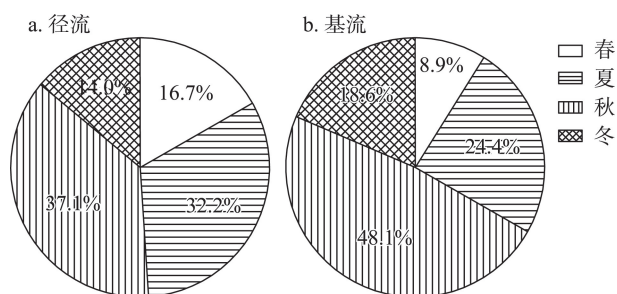 a. 径流
16.7%
32.2%
37.1%
14.0%
b. 基流
8.9%
24.4%
48.1%
18.6%
春
夏
秋
冬